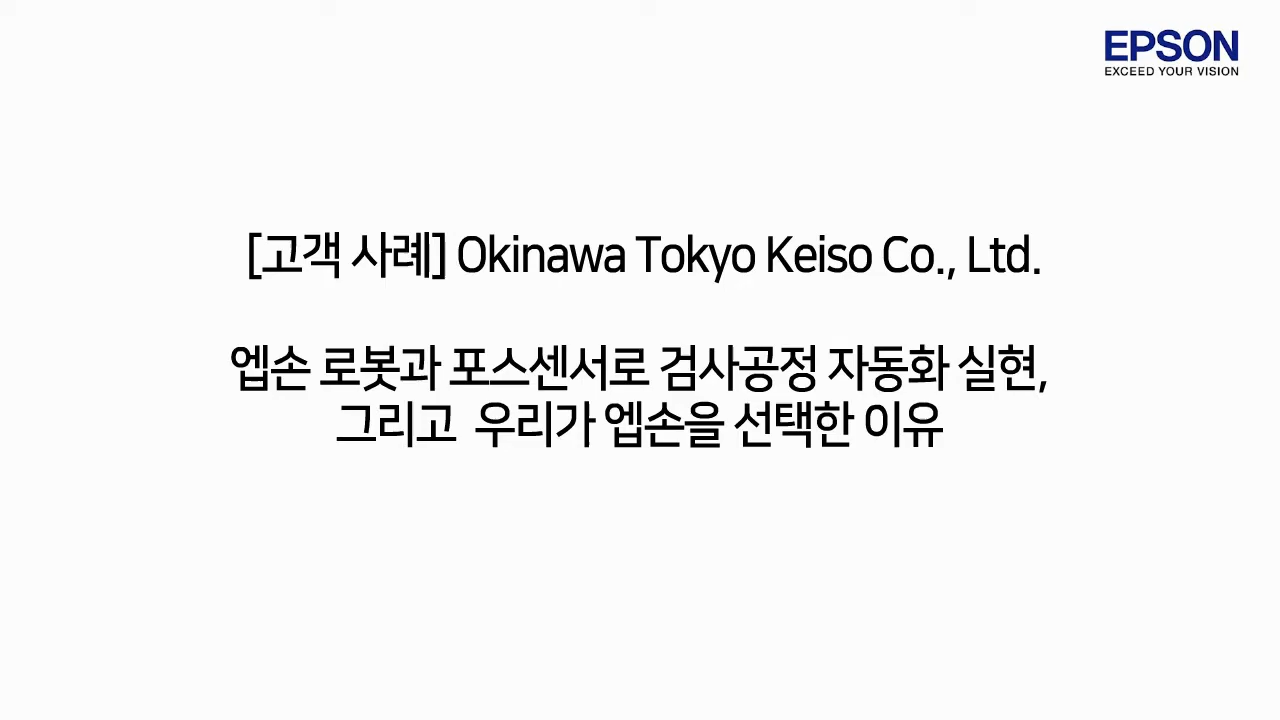 EPSON
EXCEED YOUR VISION
[고객 사례] Okinawa Tokyo Keiso Co., Ltd.
엡손 로봇과 포스센서로 검사공정 자동화 실현,
그리고 우리가 엡손을 선택한 이유